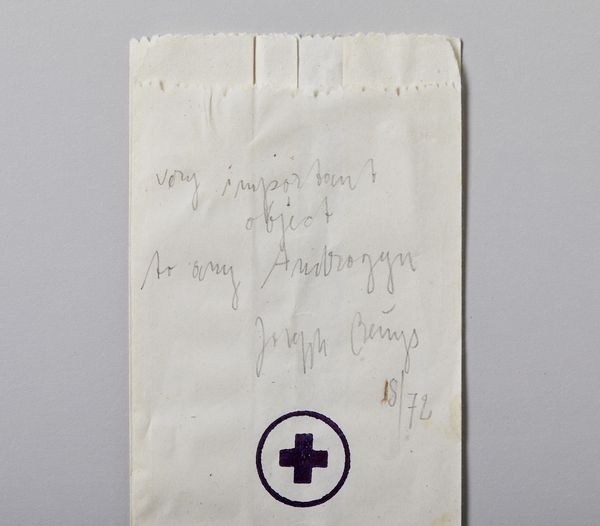 very important
object
to any Androgyn
Joseph Beuys
18/72